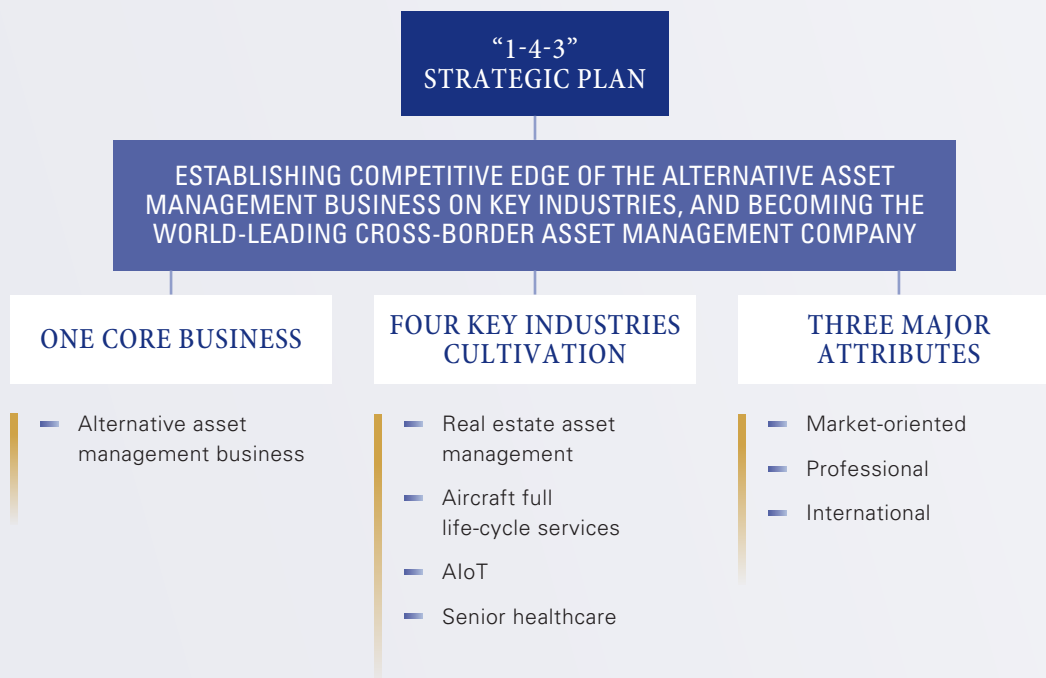 “1-4-3”
STRATEGIC PLAN
ESTABLISHING COMPETITIVE EDGE OF THE ALTERNATIVE ASSET
MANAGEMENT BUSINESS ON KEY INDUSTRIES, AND BECOMING THE
WORLD-LEADING CROSS-BORDER ASSET MANAGEMENT COMPANY
ONE CORE BUSINESS
Alternative asset
management business
FOUR KEY INDUSTRIES
CULTIVATION
Real estate asset
management
Aircraft full
life-cycle services
AIoT
Senior healthcare
THREE MAJOR
ATTRIBUTES
Market-oriented
Professional
International